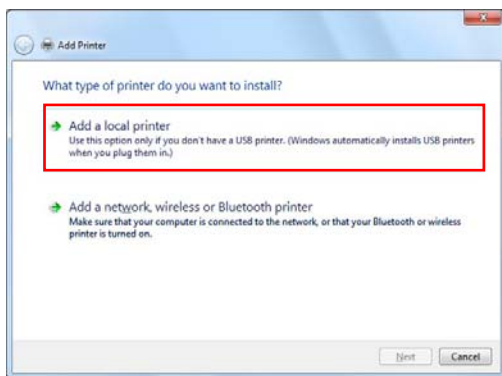 Add Printer
What type of printer do you want to install?
Add a local printer
Use this option only if you don't have a USB printer. (Windows automatically installs USB printers
when you plug them in.)
Add a network, wireless or Bluetooth printer
Make sure that your computer is connected to the network, or that your Bluetooth or wireless
printer is turned on.
Next Cancel